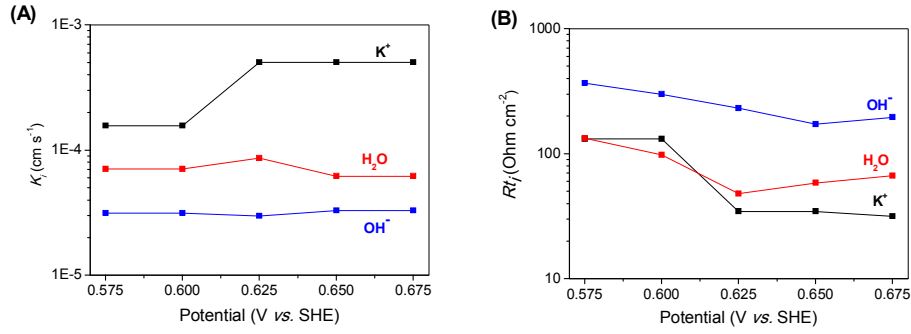 (A)
1E-3
1E-4
1E-5
K_i (cm s⁻¹)
K⁺
H₂O
OH⁻
0.575 0.600 0.625 0.650 0.675
Potential (V vs. SHE)
(B)
1000
100
10
Rt_i (Ohm cm⁻²)
OH⁻
H₂O
K⁺
0.575 0.600 0.625 0.650 0.675
Potential (V vs. SHE)